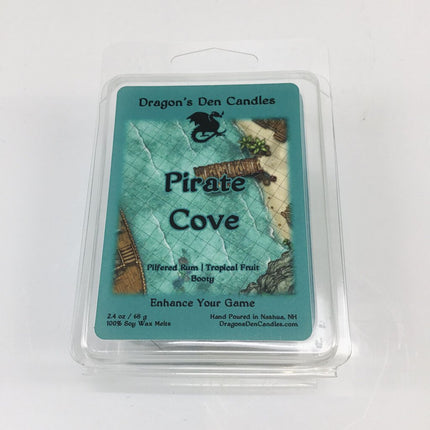 Dragon's Den Candles
Pirate
Cove
Pilfered Rum | Tropical Fruit
Booty
Enhance Your Game
2.4 oz / 68 g Hand Poured in Nashua, NH
100% Soy Wax Melts DragonsDenCandles.com